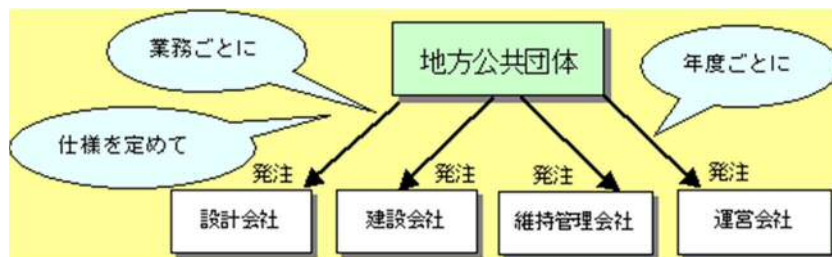 業務ごとに
地方公共団体
年度ごとに
仕様を定めて
発注
発注
発注
発注
設計会社
建設会社
維持管理会社
運営会社